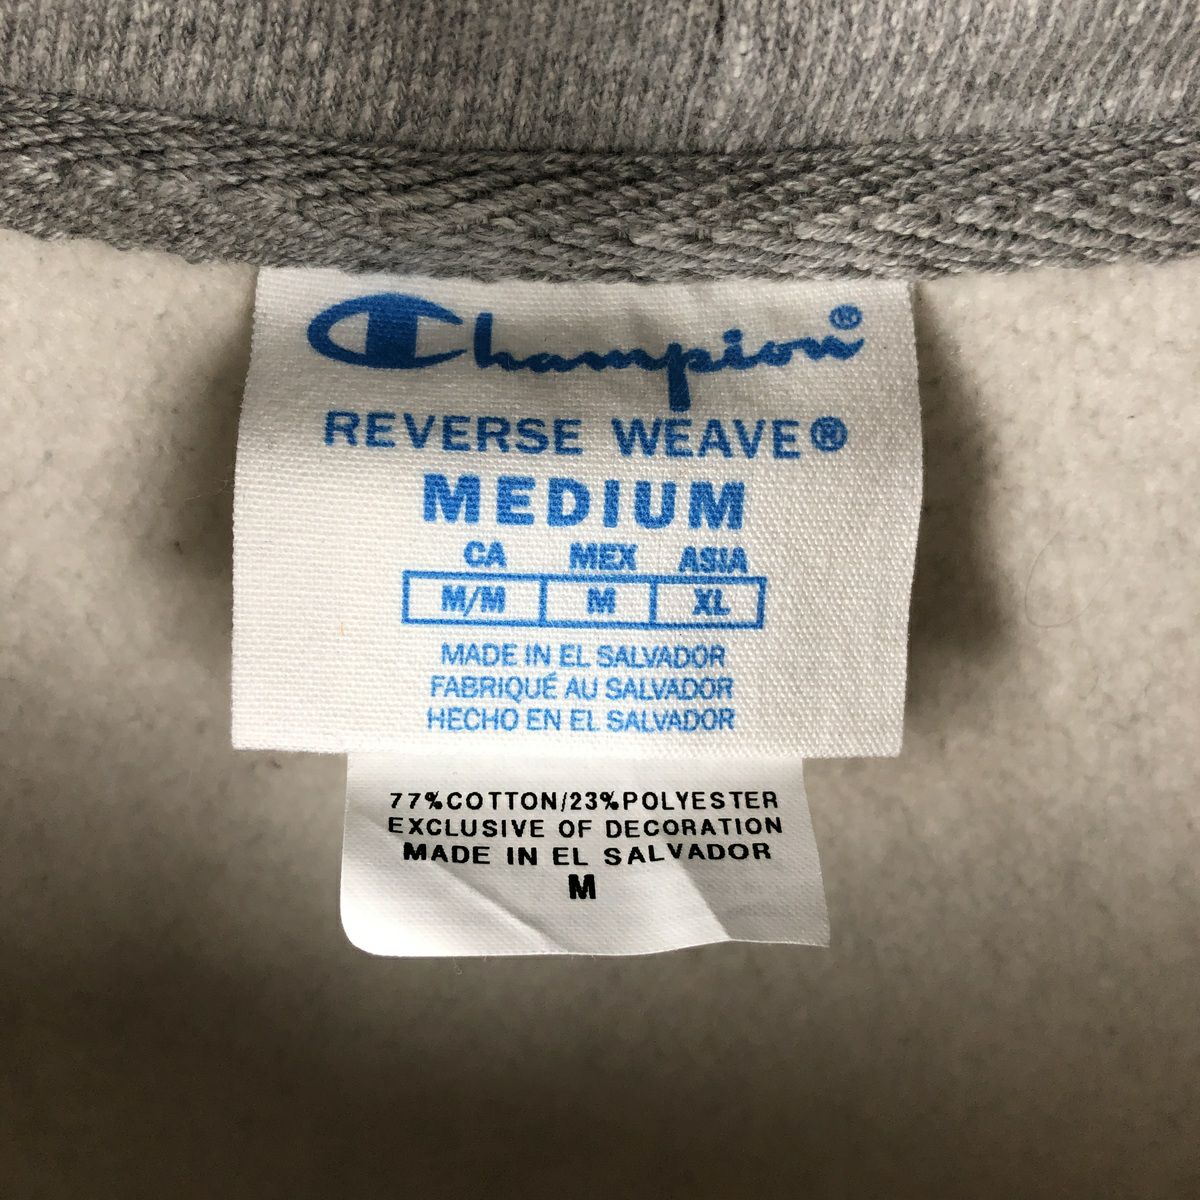 Champion®
REVERSE WEAVE®
MEDIUM
CA MEX ASIA
M/M M XL
MADE IN EL SALVADOR
FABRIQUÉ AU SALVADOR
HECHO EN EL SALVADOR
77%COTTON/23%POLYESTER
EXCLUSIVE OF DECORATION
MADE IN EL SALVADOR
M